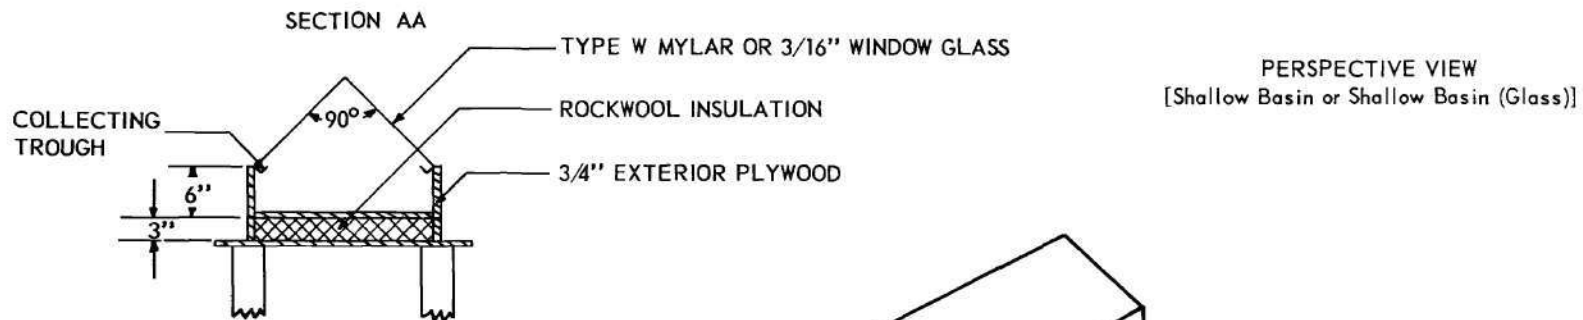 SECTION AA
TYPE W MYLAR OR 3/16" WINDOW GLASS
PERSPECTIVE VIEW
[Shallow Basin or Shallow Basin (Glass)]
ROCKWOOL INSULATION
90°
COLLECTING
TROUGH
3/4" EXTERIOR PLYWOOD
6"
3"